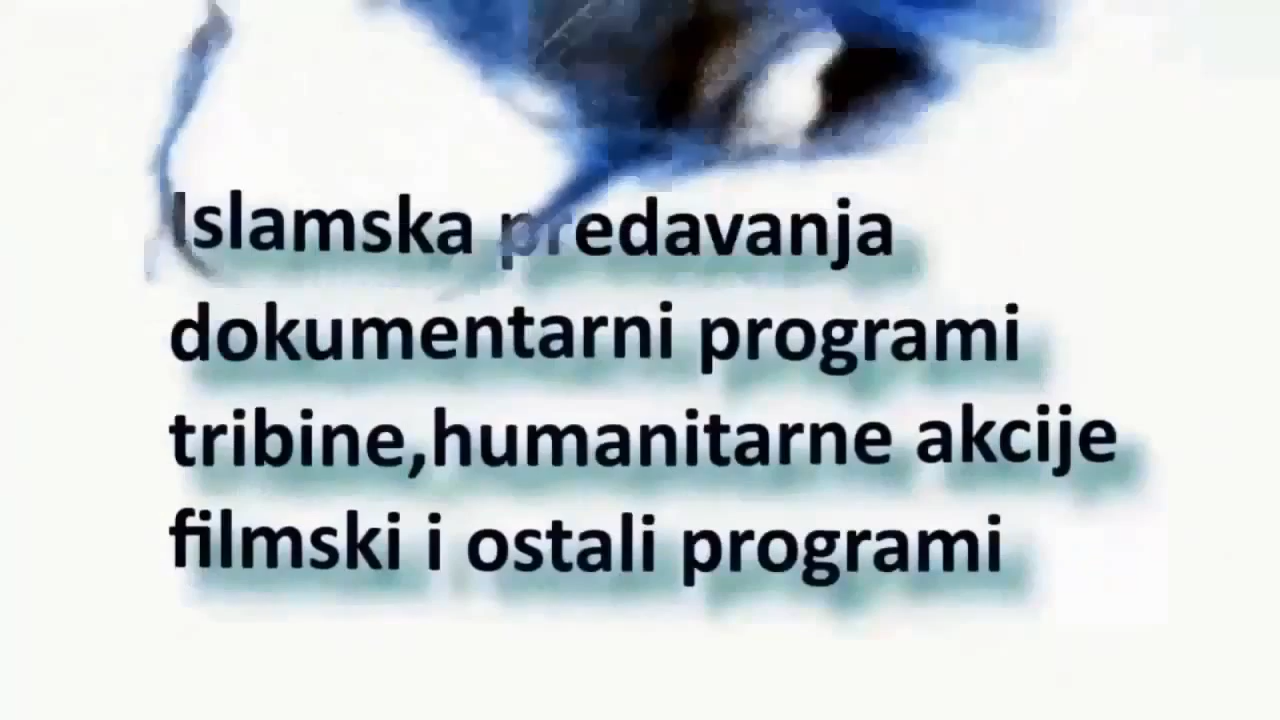 Islamska predavanja
dokumentarni programi
tribine,humanitarne akcije
filmski i ostali programi